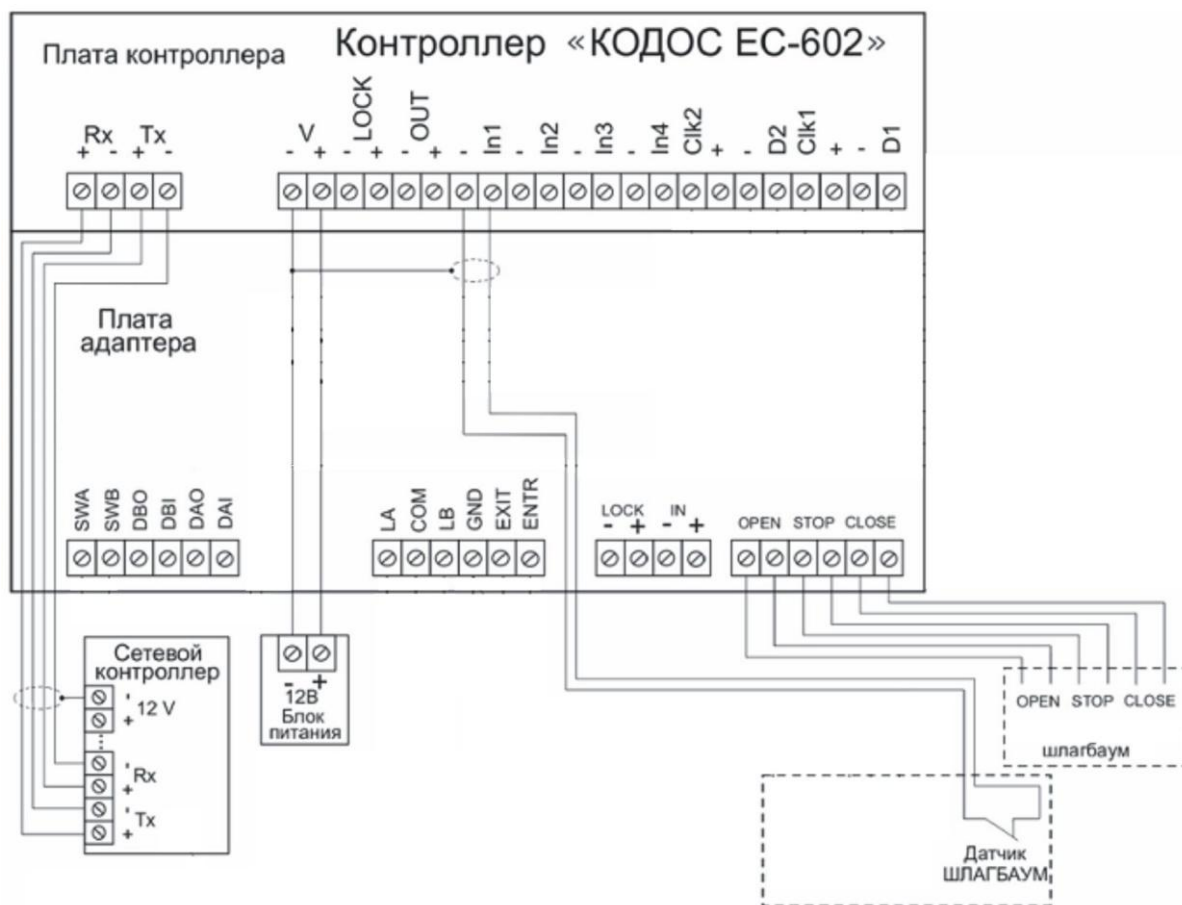 Плата контроллера
Контроллер «КОДОС ЕС-602»
Rx Tx
+ - + -
V LOCK OUT In1 In2 In3 In4 Clk2 D2 Clk1 D1
- + - + - + - - - - + - + -
Плата
адаптера
SWA SWB DBO DBI DAO DAI
LA COM LB GND EXIT ENTR
LOCK IN
- + - +
OPEN STOP CLOSE
Сетевой
контроллер
- 12 V
+
- Rx
+
- Tx
+
- +
12В
Блок
питания
OPEN STOP CLOSE
шлагбаум
Датчик
ШЛАГБАУМ